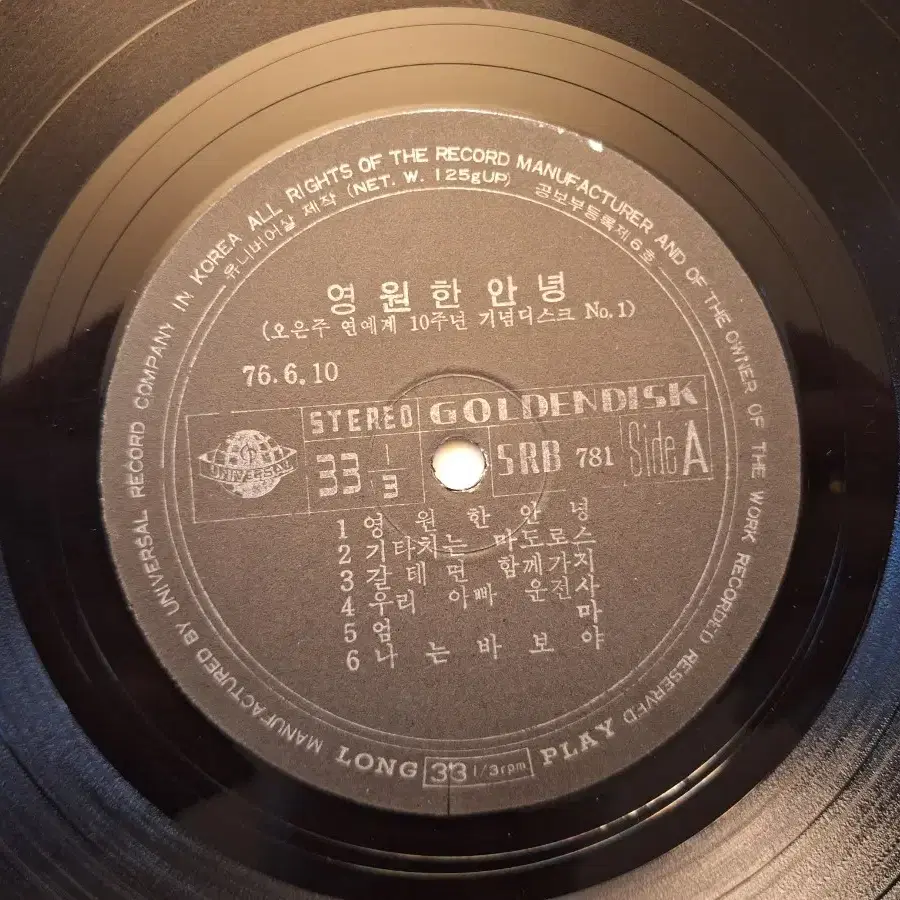 MANUFACTURED BY UNIVERSAL RECORD COMPANY IN KOREA ALL RIGHTS OF THE RECORD MANUFACTURER AND OF THE OWNER OF THE WORK RECORDED RESERVED
유니버어살 제작 (NET. W. 125gUP) 공보부등록제6호
영원한안녕
(오은주 연예계 10주년 기념디스크 No.1)
76.6.10
STEREO GOLDENDISK
UNIVERSAL
33 1/3 SRB 781 Side A
1 영원한안녕
2 기타치는 마도로스
3 갈테면 함께가지
4 우리 아빠 운전사
5 엄마
6 나는바보야
LONG 33 1/3rpm PLAY